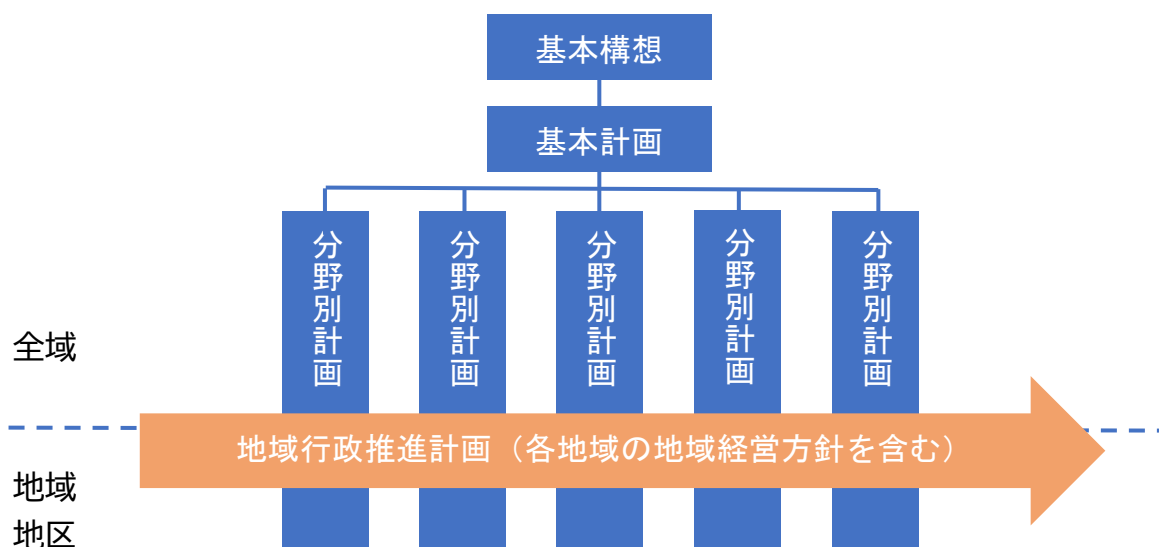 基本構想
基本計画
分野別計画
分野別計画
分野別計画
分野別計画
分野別計画
全域
地域行政推進計画（各地域の地域経営方針を含む）
地域
地区